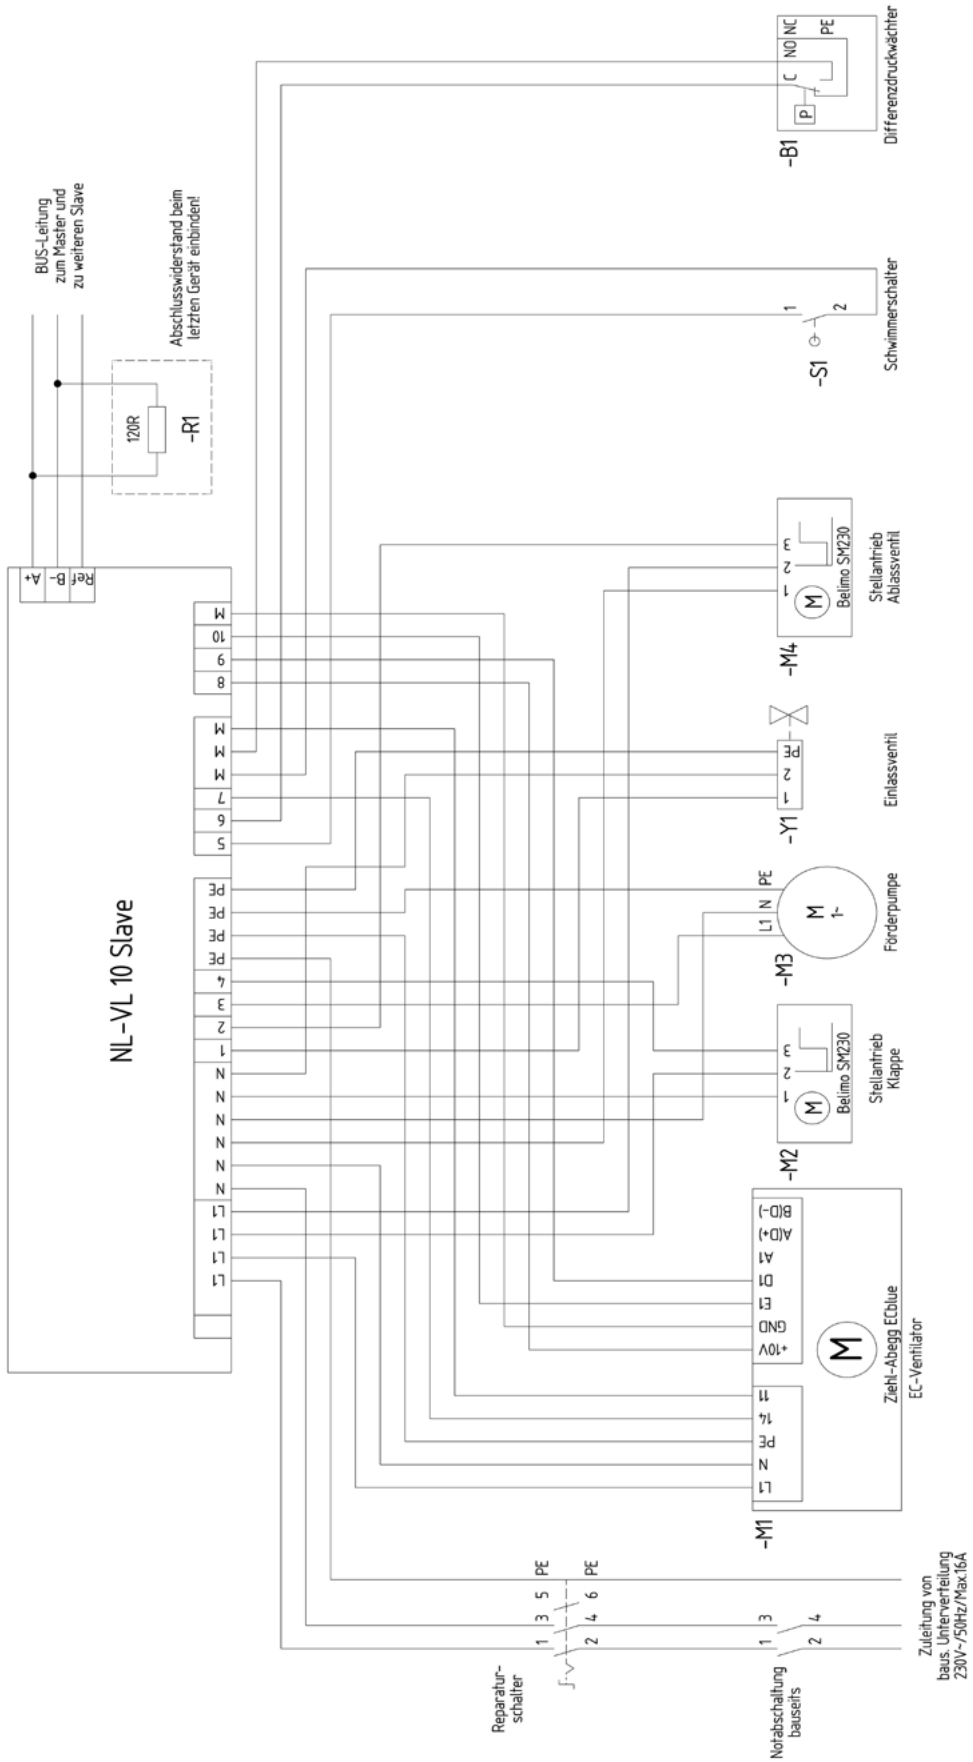 NL-VL 10 Slave
A+
B-
Ref
BUS-Leitung
zum Master und
zu weiteren Slave
120R
-R1
Abschlusswiderstand beim
letzten Gerät einbinden!
L1
L1
L1
L1
N
N
N
N
N
N
1
2
3
4
PE
PE
PE
PE
5
6
7
M
M
M
8
9
10
M
Reparatur-
schalter
1
3
5
PE
2
4
6
PE
Notabschaltung
bauseits
1
3
2
4
Zuleitung von
baus. Unterverteilung
230V~/50Hz/Max.16A
-M1
L1
N
PE
14
11
+10V
GND
E1
D1
A1
A(D+)
B(D-)
M
Ziehl-Abegg ECblue
EC-Ventilator
-M2
1
2
3
M
Belimo SM230
Stellantrieb
Klappe
-M3
L1
N
PE
M
1~
Förderpumpe
-Y1
1
2
PE
Einlassventil
-M4
1
2
3
M
Belimo SM230
Stellantrieb
Ablassventil
-S1
1
2
Schwimmerschalter
-B1
P
C
NO
NC
PE
Differenzdruckwächter